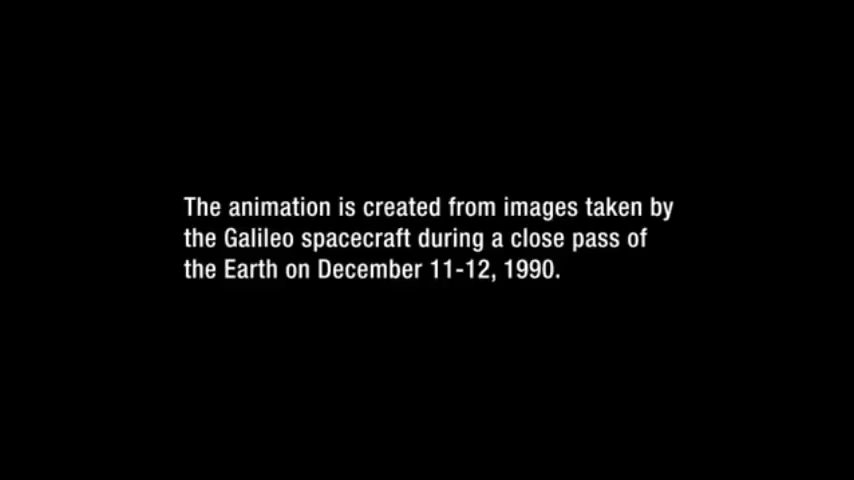 The animation is created from images taken by
the Galileo spacecraft during a close pass of
the Earth on December 11-12, 1990.